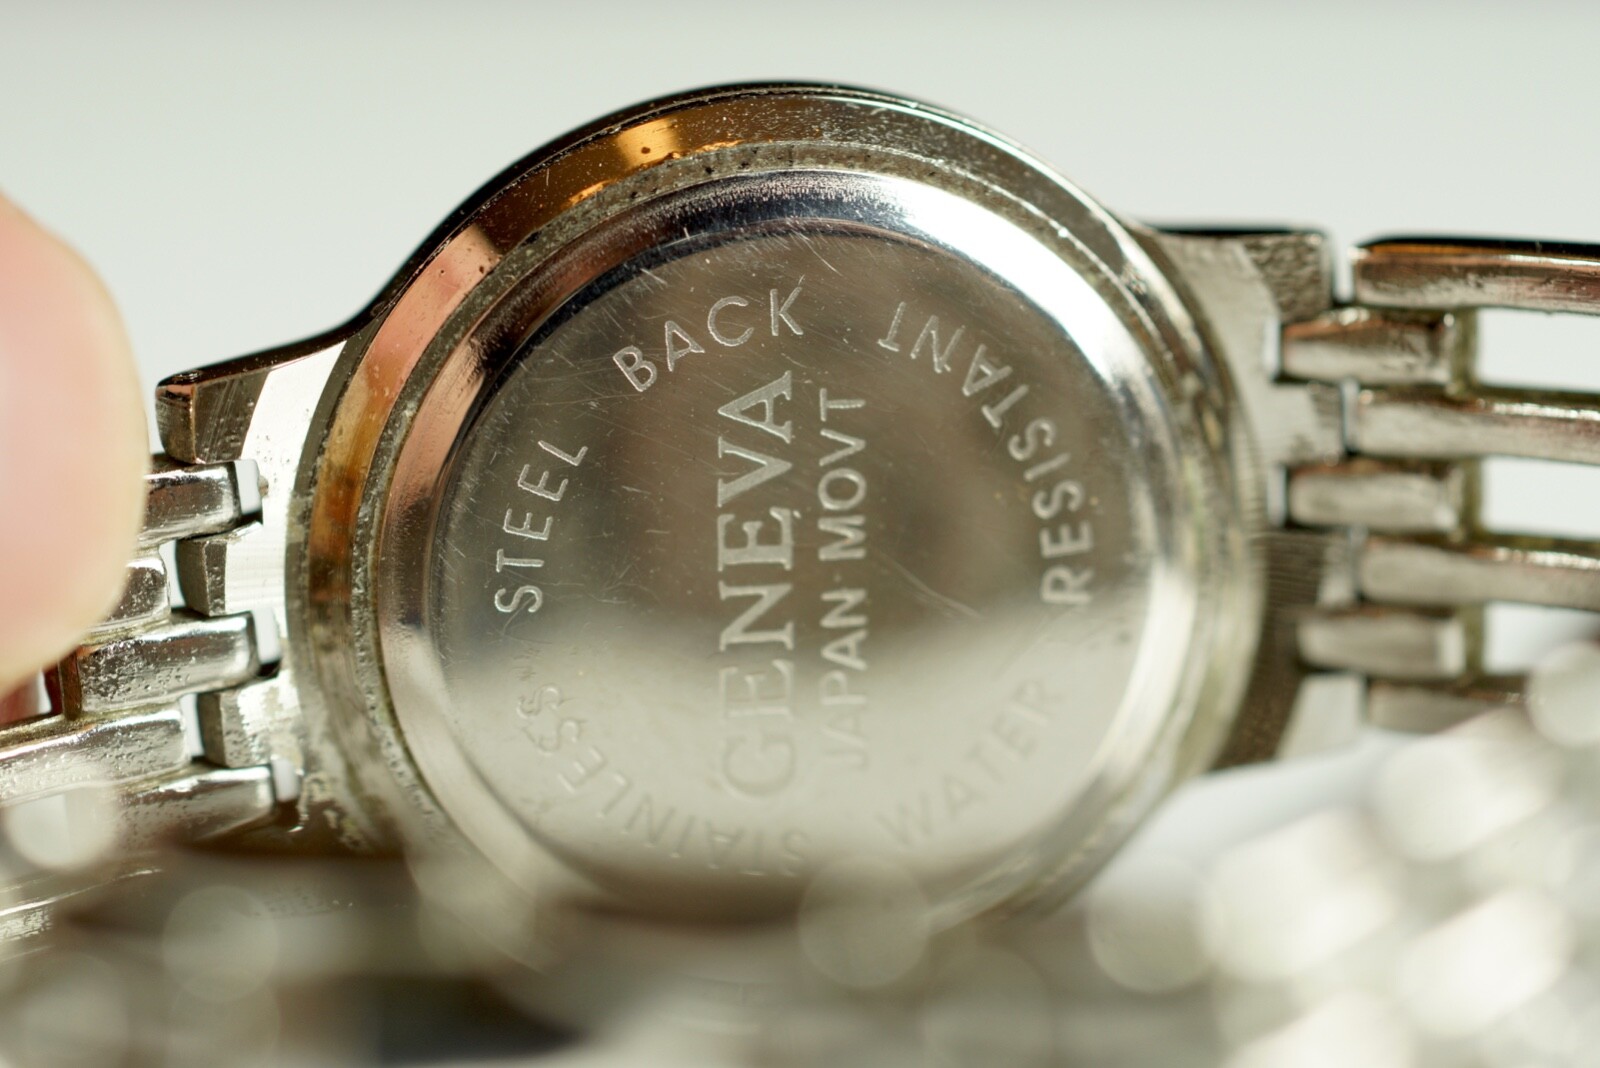 GENEVA
JAPAN MOVT
STAINLESS STEEL BACK
WATER RESISTANT